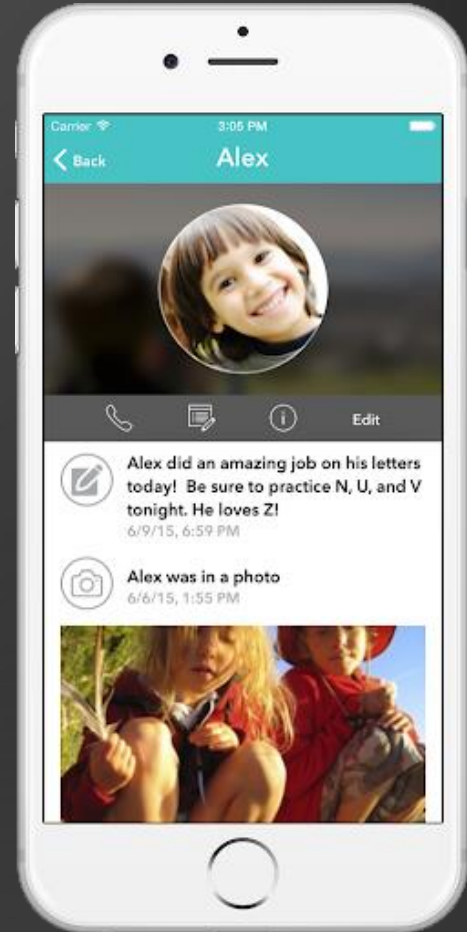 Carrier 3:05 PM
Back Alex
Edit
Alex did an amazing job on his letters
today! Be sure to practice N, U, and V
tonight. He loves Z!
6/9/15, 6:59 PM
Alex was in a photo
6/6/15, 1:55 PM